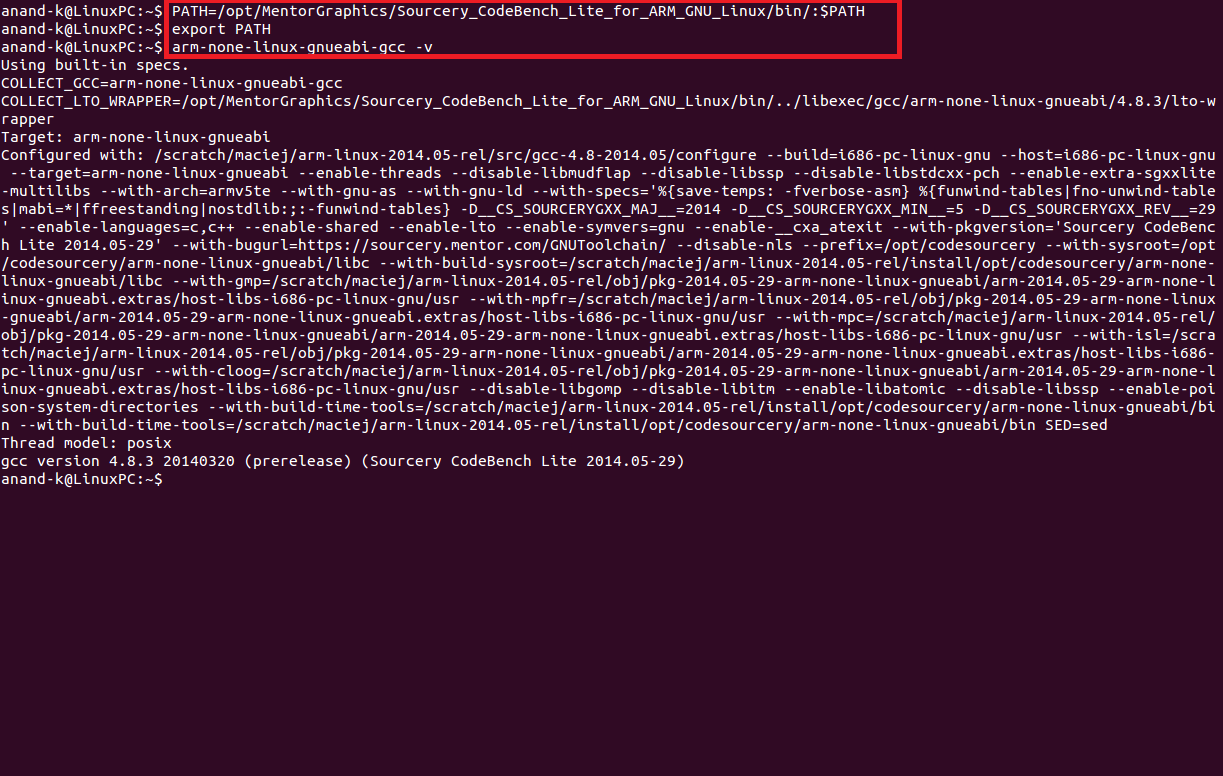 anand-k@LinuxPC:~$ PATH=/opt/MentorGraphics/Sourcery_CodeBench_Lite_for_ARM_GNU_Linux/bin/:$PATH
anand-k@LinuxPC:~$ export PATH
anand-k@LinuxPC:~$ arm-none-linux-gnueabi-gcc -v
Using built-in specs.
COLLECT_GCC=arm-none-linux-gnueabi-gcc
COLLECT_LTO_WRAPPER=/opt/MentorGraphics/Sourcery_CodeBench_Lite_for_ARM_GNU_Linux/bin/../libexec/gcc/arm-none-linux-gnueabi/4.8.3/lto-w
rapper
Target: arm-none-linux-gnueabi
Configured with: /scratch/maciej/arm-linux-2014.05-rel/src/gcc-4.8-2014.05/configure --build=i686-pc-linux-gnu --host=i686-pc-linux-gnu
 --target=arm-none-linux-gnueabi --enable-threads --disable-libmudflap --disable-libssp --disable-libstdcxx-pch --enable-extra-sgxxlite
-multilibs --with-arch=armv5te --with-gnu-as --with-gnu-ld --with-specs='%{save-temps: -fverbose-asm} %{funwind-tables|fno-unwind-table
s|mabi=*|ffreestanding|nostdlib:;:-funwind-tables} -D__CS_SOURCERYGXX_MAJ__=2014 -D__CS_SOURCERYGXX_MIN__=5 -D__CS_SOURCERYGXX_REV__=29
' --enable-languages=c,c++ --enable-shared --enable-lto --enable-symvers=gnu --enable-__cxa_atexit --with-pkgversion='Sourcery CodeBenc
h Lite 2014.05-29' --with-bugurl=https://sourcery.mentor.com/GNUToolchain/ --disable-nls --prefix=/opt/codesourcery --with-sysroot=/opt
/codesourcery/arm-none-linux-gnueabi/libc --with-build-sysroot=/scratch/maciej/arm-linux-2014.05-rel/install/opt/codesourcery/arm-none-
linux-gnueabi/libc --with-gmp=/scratch/maciej/arm-linux-2014.05-rel/obj/pkg-2014.05-29-arm-none-linux-gnueabi/arm-2014.05-29-arm-none-l
inux-gnueabi.extras/host-libs-i686-pc-linux-gnu/usr --with-mpfr=/scratch/maciej/arm-linux-2014.05-rel/obj/pkg-2014.05-29-arm-none-linux
-gnueabi/arm-2014.05-29-arm-none-linux-gnueabi.extras/host-libs-i686-pc-linux-gnu/usr --with-mpc=/scratch/maciej/arm-linux-2014.05-rel/
obj/pkg-2014.05-29-arm-none-linux-gnueabi/arm-2014.05-29-arm-none-linux-gnueabi.extras/host-libs-i686-pc-linux-gnu/usr --with-isl=/scra
tch/maciej/arm-linux-2014.05-rel/obj/pkg-2014.05-29-arm-none-linux-gnueabi/arm-2014.05-29-arm-none-linux-gnueabi.extras/host-libs-i686-
pc-linux-gnu/usr --with-cloog=/scratch/maciej/arm-linux-2014.05-rel/obj/pkg-2014.05-29-arm-none-linux-gnueabi/arm-2014.05-29-arm-none-l
inux-gnueabi.extras/host-libs-i686-pc-linux-gnu/usr --disable-libgomp --disable-libitm --enable-libatomic --disable-libssp --enable-poi
son-system-directories --with-build-time-tools=/scratch/maciej/arm-linux-2014.05-rel/install/opt/codesourcery/arm-none-linux-gnueabi/bi
n --with-build-time-tools=/scratch/maciej/arm-linux-2014.05-rel/install/opt/codesourcery/arm-none-linux-gnueabi/bin SED=sed
Thread model: posix
gcc version 4.8.3 20140320 (prerelease) (Sourcery CodeBench Lite 2014.05-29)
anand-k@LinuxPC:~$